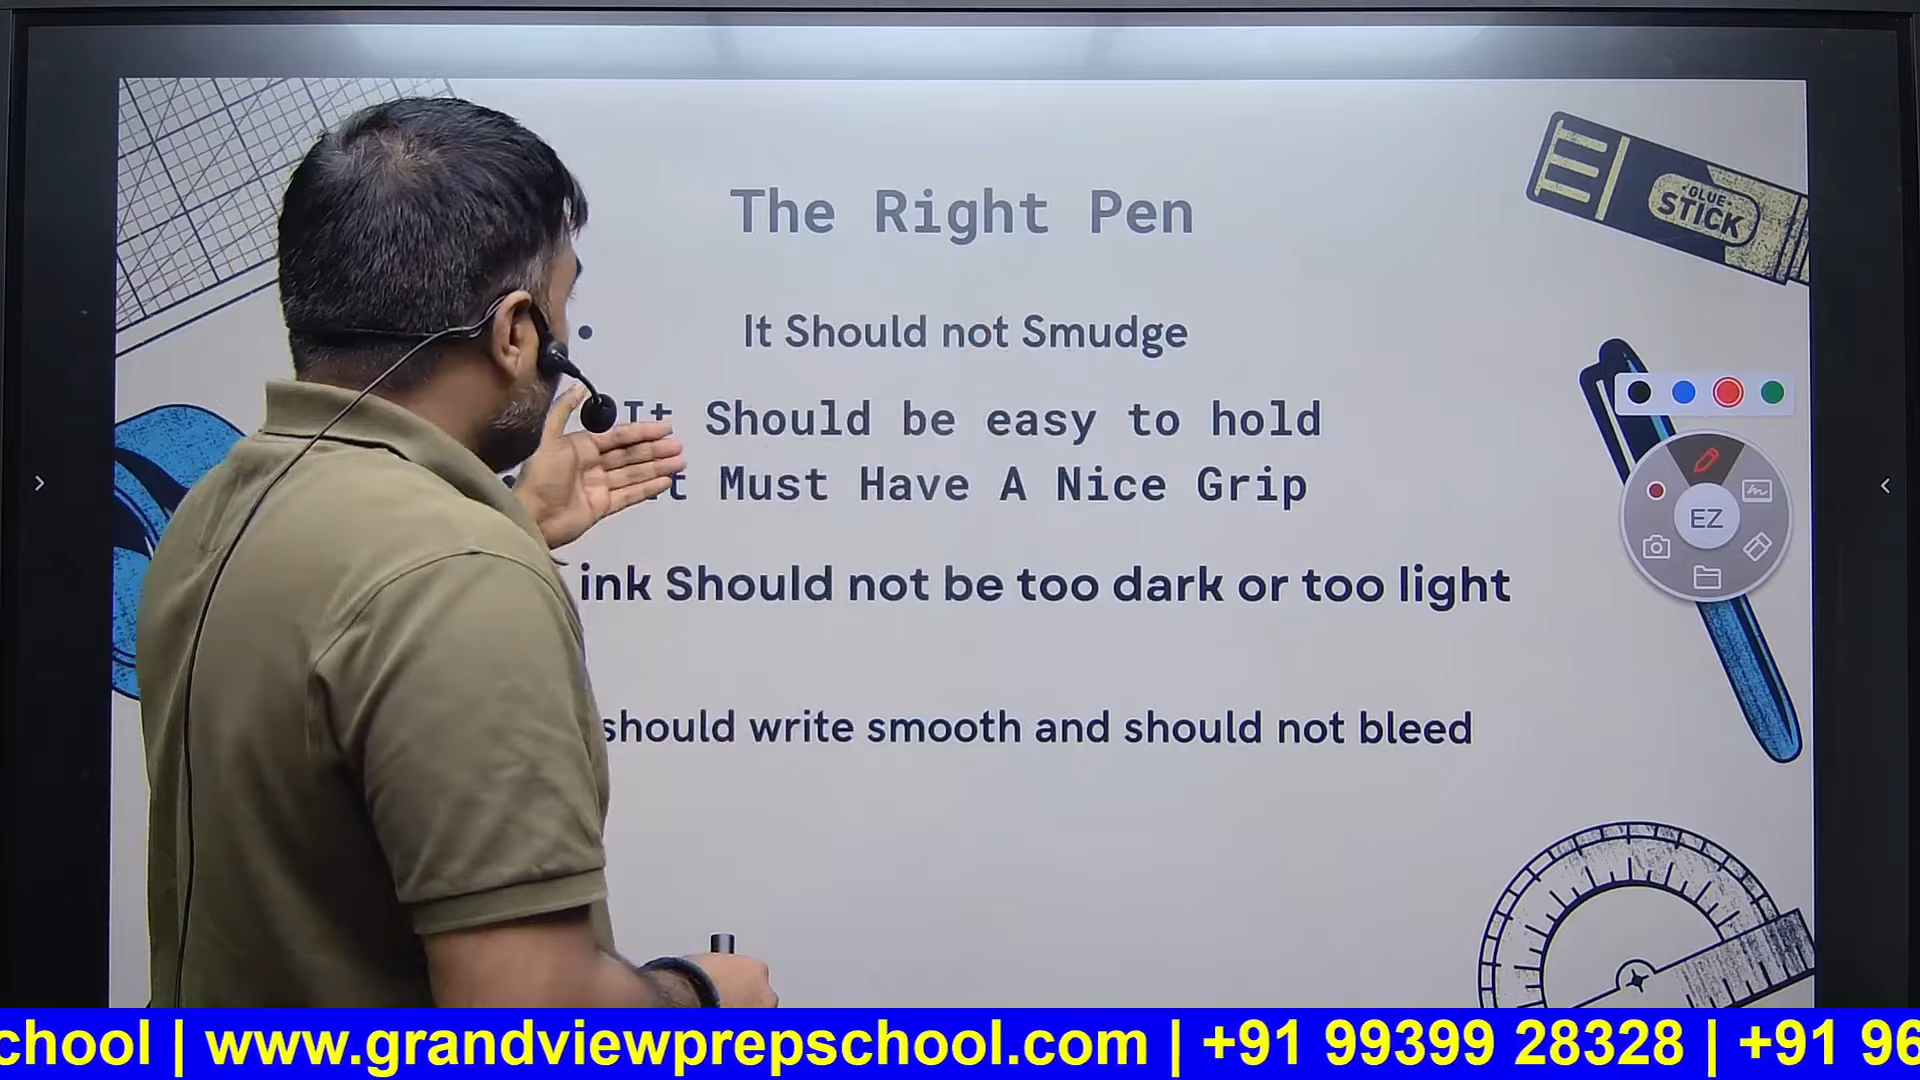 The Right Pen
GLUE
STICK
• It Should not Smudge
It Should be easy to hold
It Must Have A Nice Grip
EZ
ink Should not be too dark or too light
should write smooth and should not bleed
chool | www.grandviewprepschool.com | +91 99399 28328 | +91 96